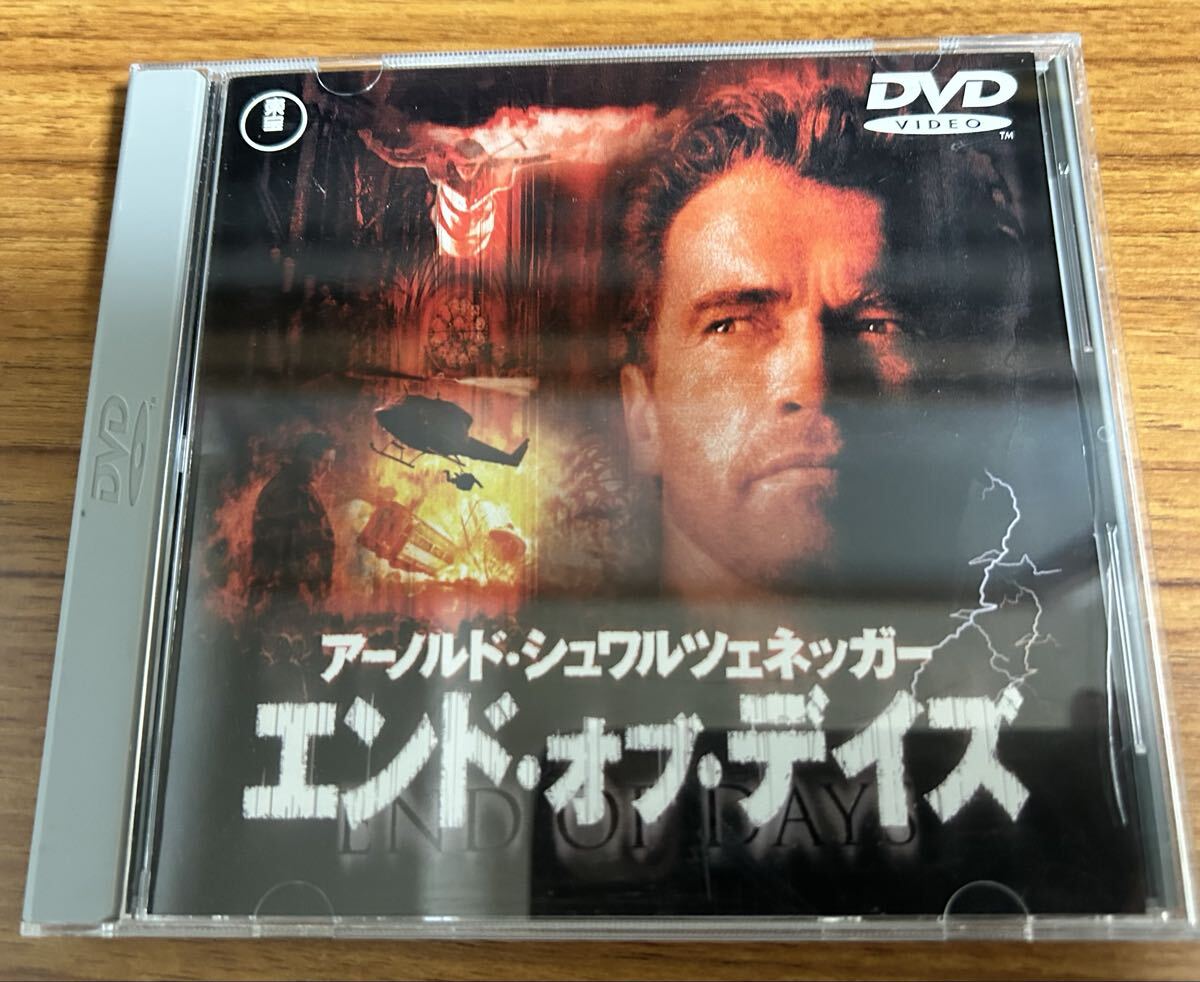 東宝
DVD
VIDEO
TM
DVD
アーノルド・シュワルツェネッガー
エンド・オブ・デイズ
END OF DAYS